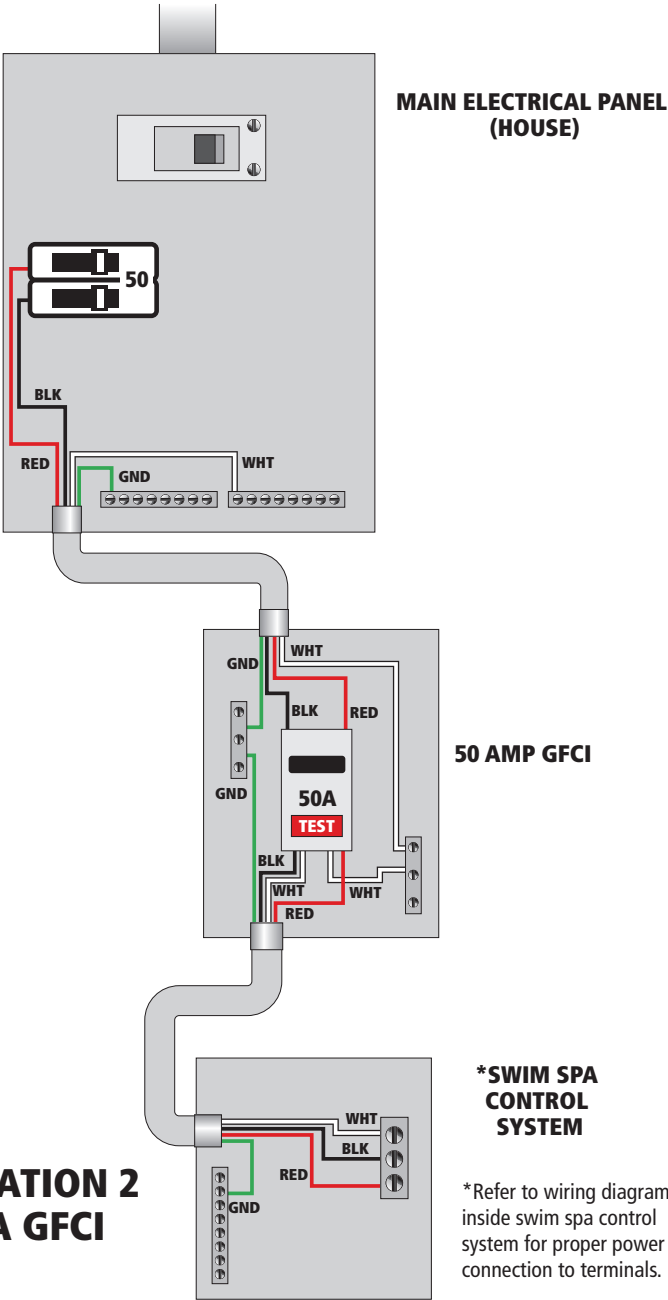 MAIN ELECTRICAL PANEL
(HOUSE)
50
BLK
RED
GND
WHT
GND
WHT
BLK
RED
50 AMP GFCI
GND
50A
TEST
BLK
WHT
WHT
RED
*SWIM SPA
CONTROL
SYSTEM
WHT
BLK
RED
GND
ATION 2
A GFCI
*Refer to wiring diagram
inside swim spa control
system for proper power
connection to terminals.